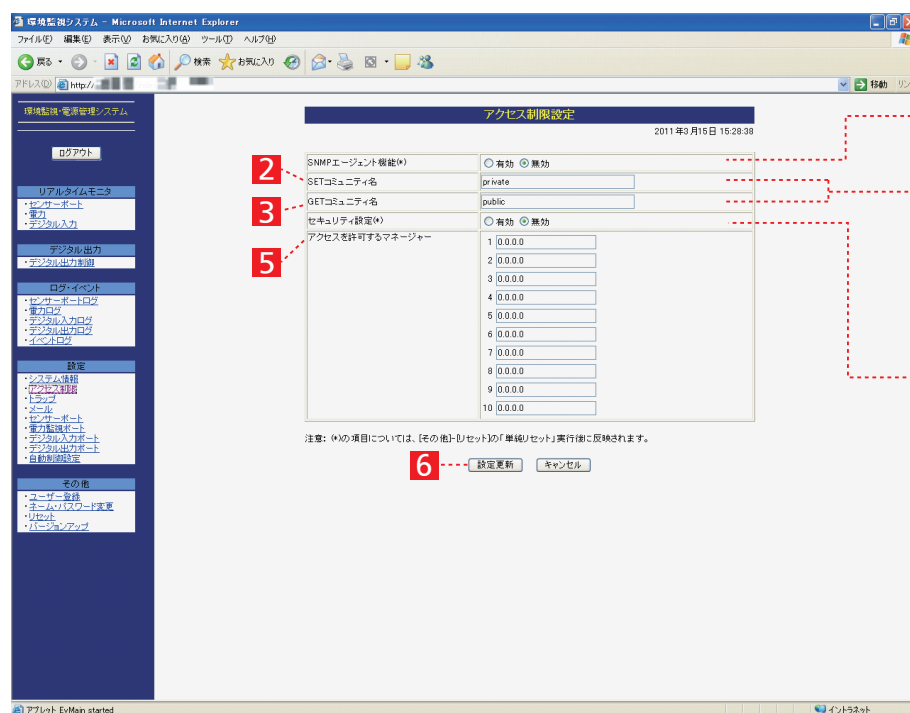 環境監視システム - Microsoft Internet Explorer
ファイル(F) 編集(E) 表示(V) お気に入り(A) ツール(T) ヘルプ(H)
戻る 検索 お気に入り
アドレス(D) http:// 移動
環境監視・電源管理システム
ログアウト
リアルタイムモニタ
・センサーポート
・電力
・デジタル入力
デジタル出力
・デジタル出力制御
ログ・イベント
・センサーポートログ
・電力ログ
・デジタル入力ログ
・デジタル出力ログ
・イベントログ
設定
・システム情報
・アクセス制限
・トラップ
・メール
・センサーポート
・電力監視ポート
・デジタル入力ポート
・デジタル出力ポート
・自動制御設定
その他
・ユーザー登録
・ネーム・パスワード変更
・リセット
・バージョンアップ
アクセス制限設定
2011年3月15日 15:28:38
SNMPエージェント機能(*) 有効 無効
2 SETコミュニティ名 private
3 GETコミュニティ名 public
セキュリティ設定(*) 有効 無効
5 アクセスを許可するマネージャー 1 0.0.0.0
2 0.0.0.0
3 0.0.0.0
4 0.0.0.0
5 0.0.0.0
6 0.0.0.0
7 0.0.0.0
8 0.0.0.0
9 0.0.0.0
10 0.0.0.0
注意: (*)の項目については、[その他]-[リセット]の「単純リセット」実行後に反映されます。
6 設定更新 キャンセル
アプレット EvMain started イントラネット